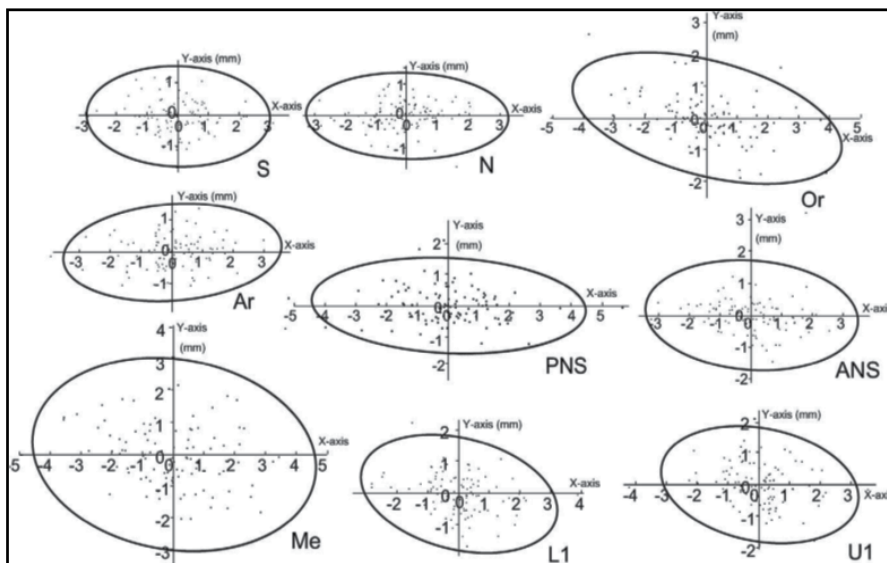 Y-axis (mm)
1
X-axis
-3 -2 -1 0 1 2 3
0
-1
S
Y-axis (mm)
1
X-axis
-3 -2 -1 0 1 2 3
0
-1
N
3
Y-axis
(mm)
2
1
0
-5 -4 -3 -2 -1 0 1 2 3 4 5
X-axis
-1
-2
Or
Y-axis (mm)
1
X-axis
-3 -2 -1 0 1 2 3
0
-1
Ar
Y-axis
2
(mm)
1
X-axis
0
-5 -4 -3 -2 -1 0 1 2 3 4 5
-1
-2
PNS
3
Y-axis
2
(mm)
1
X-axis
0
-3 -2 -1 0 1 2 3
-1
-2
ANS
4
Y-axis
(mm)
3
2
1
X-axis
0
-5 -4 -3 -2 -1 0 1 2 3 4 5
-1
-2
-3
Me
2
Y-axis (mm)
1
X-axis
0
-2 -1 0 1 2 3 4
-1
L1
2
Y-axis (mm)
1
0
X-axis
-4 -3 -2 -1 0 1 2 3
-1
-2
U1